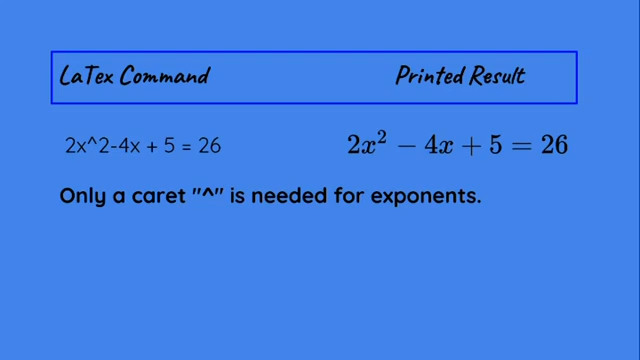 LaTex Command Printed Result
2x^2-4x + 5 = 26 2x² − 4x + 5 = 26
Only a caret "^" is needed for exponents.